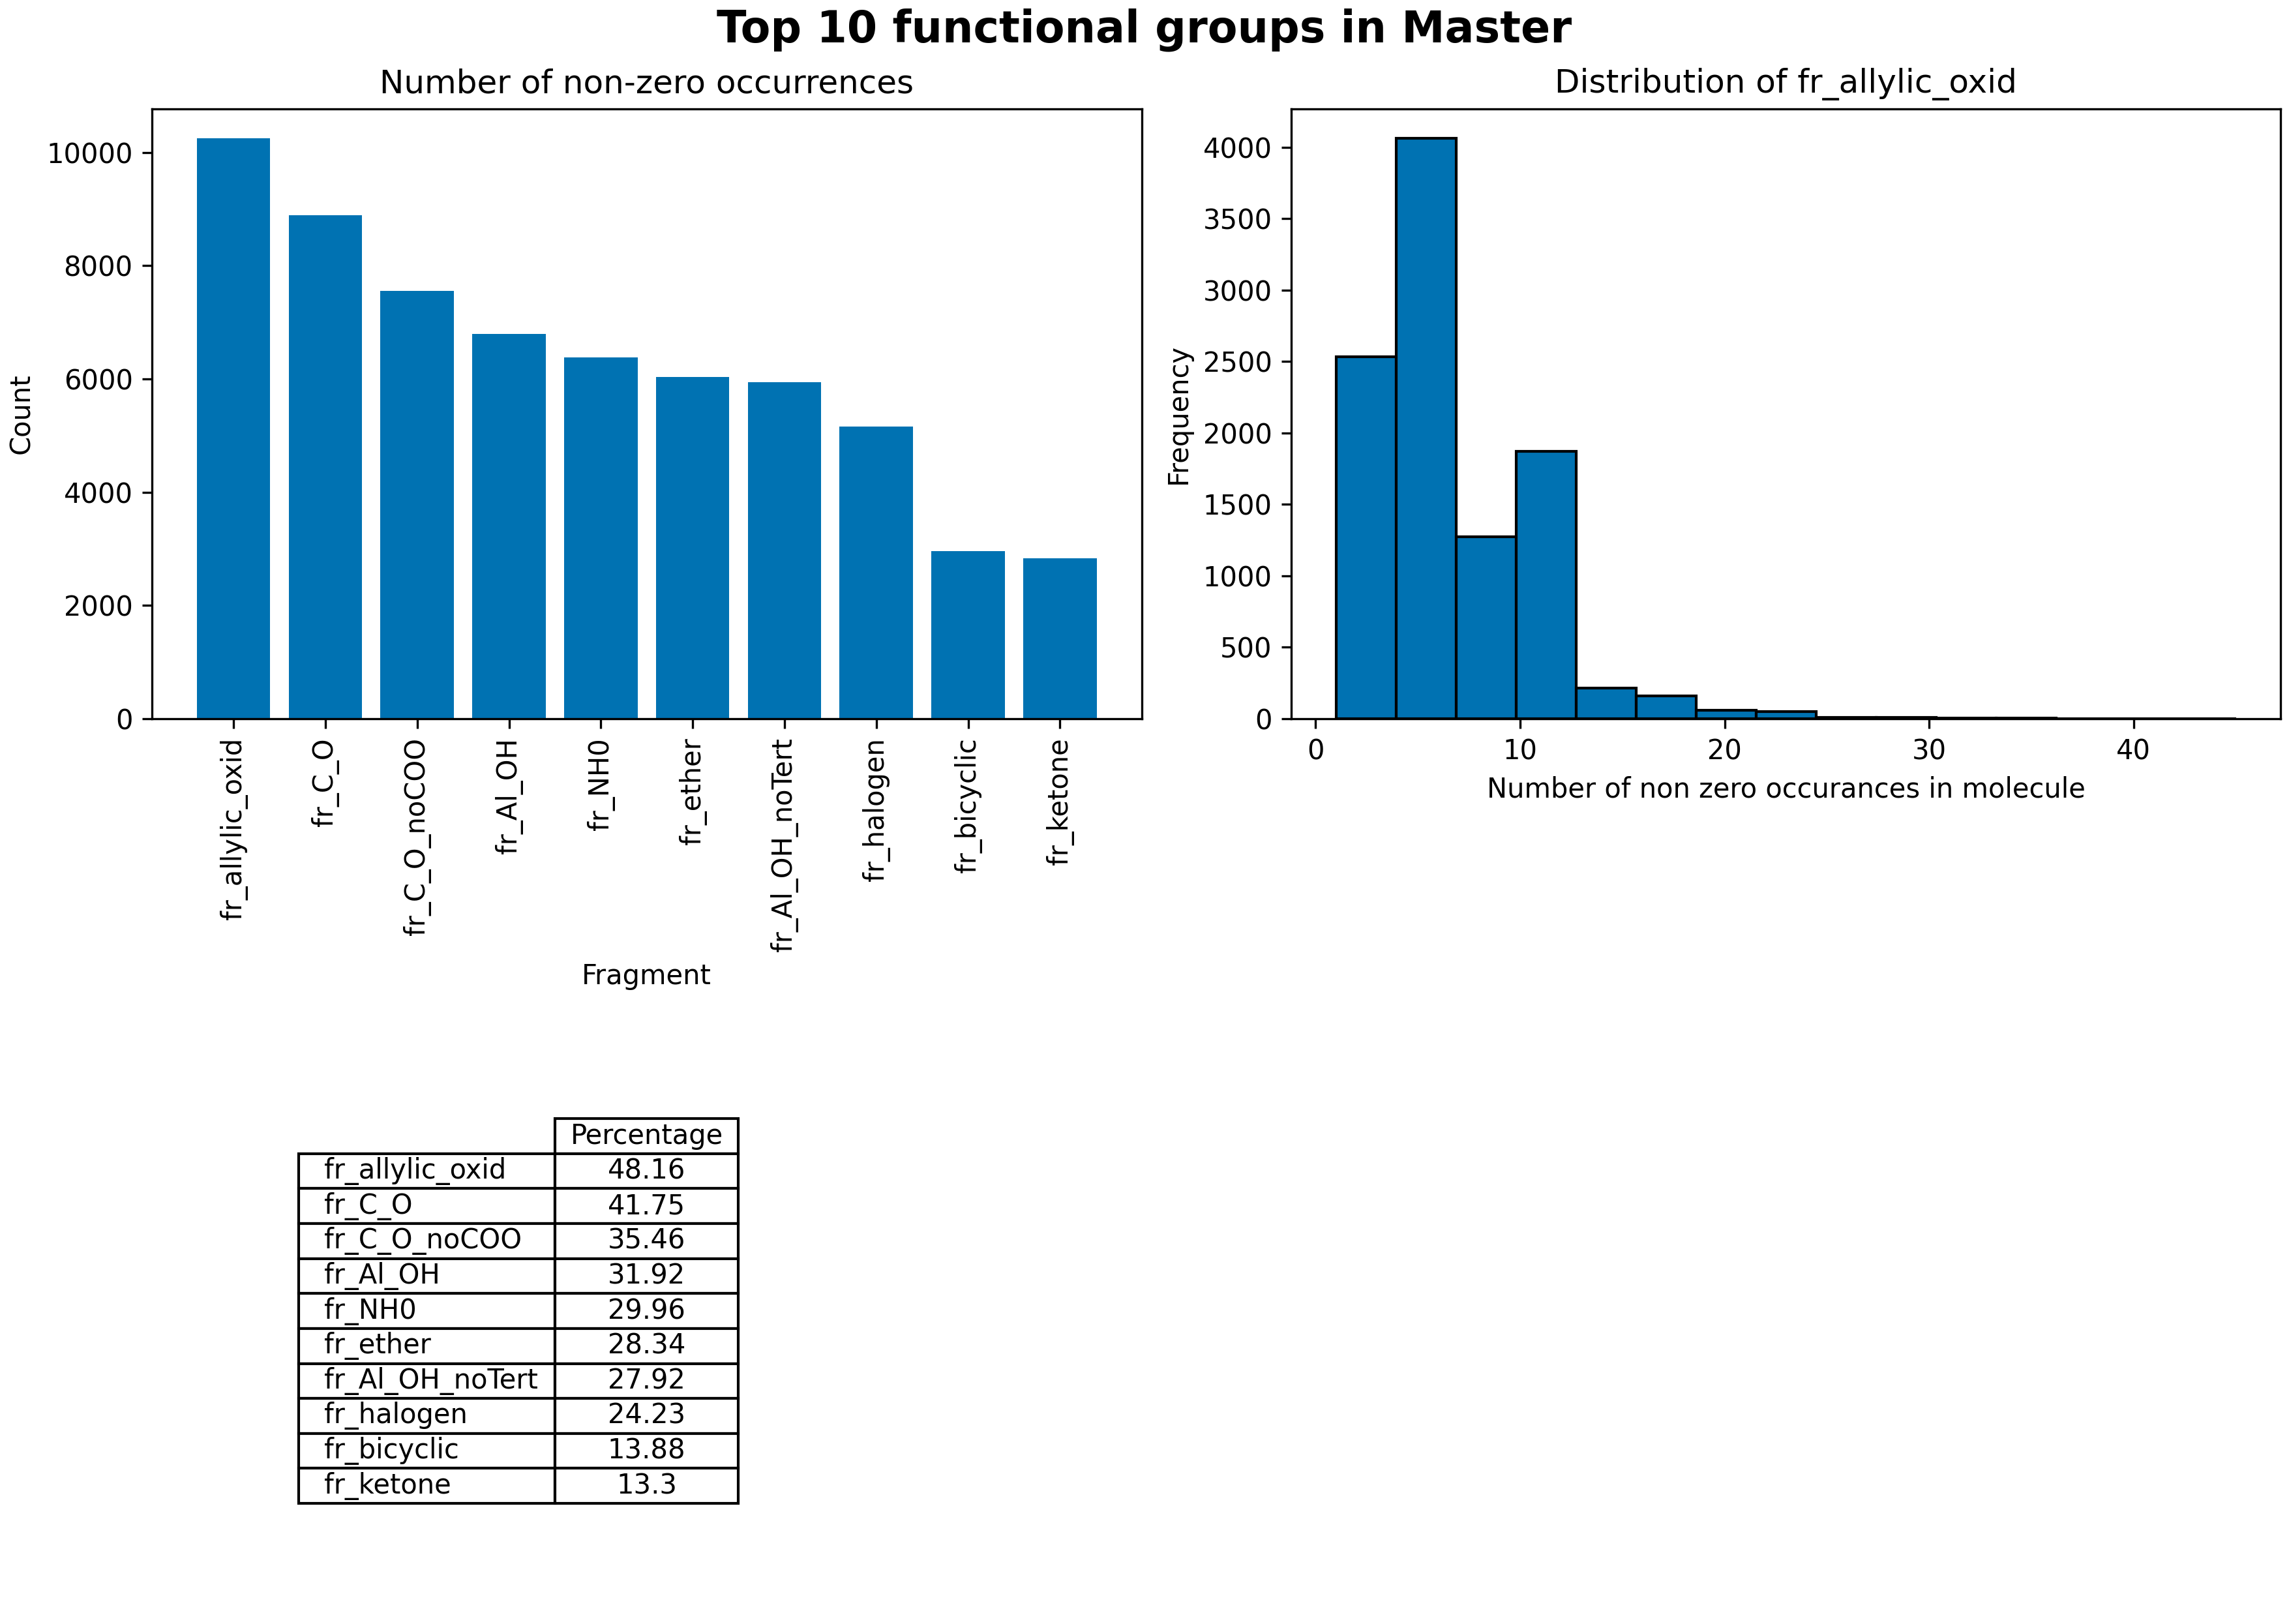 Top 10 functional groups in Master
Number of non-zero occurrences
10000
8000
6000
4000
2000
0
Count
fr_allylic_oxid
fr_C_O
fr_C_O_noCOO
fr_Al_OH
fr_NH0
fr_ether
fr_Al_OH_noTert
fr_halogen
fr_bicyclic
fr_ketone
Fragment
Distribution of fr_allylic_oxid
4000
3500
3000
2500
2000
1500
1000
500
0
Frequency
0 10 20 30 40
Number of non zero occurances in molecule
Percentage
fr_allylic_oxid 48.16
fr_C_O 41.75
fr_C_O_noCOO 35.46
fr_Al_OH 31.92
fr_NH0 29.96
fr_ether 28.34
fr_Al_OH_noTert 27.92
fr_halogen 24.23
fr_bicyclic 13.88
fr_ketone 13.3